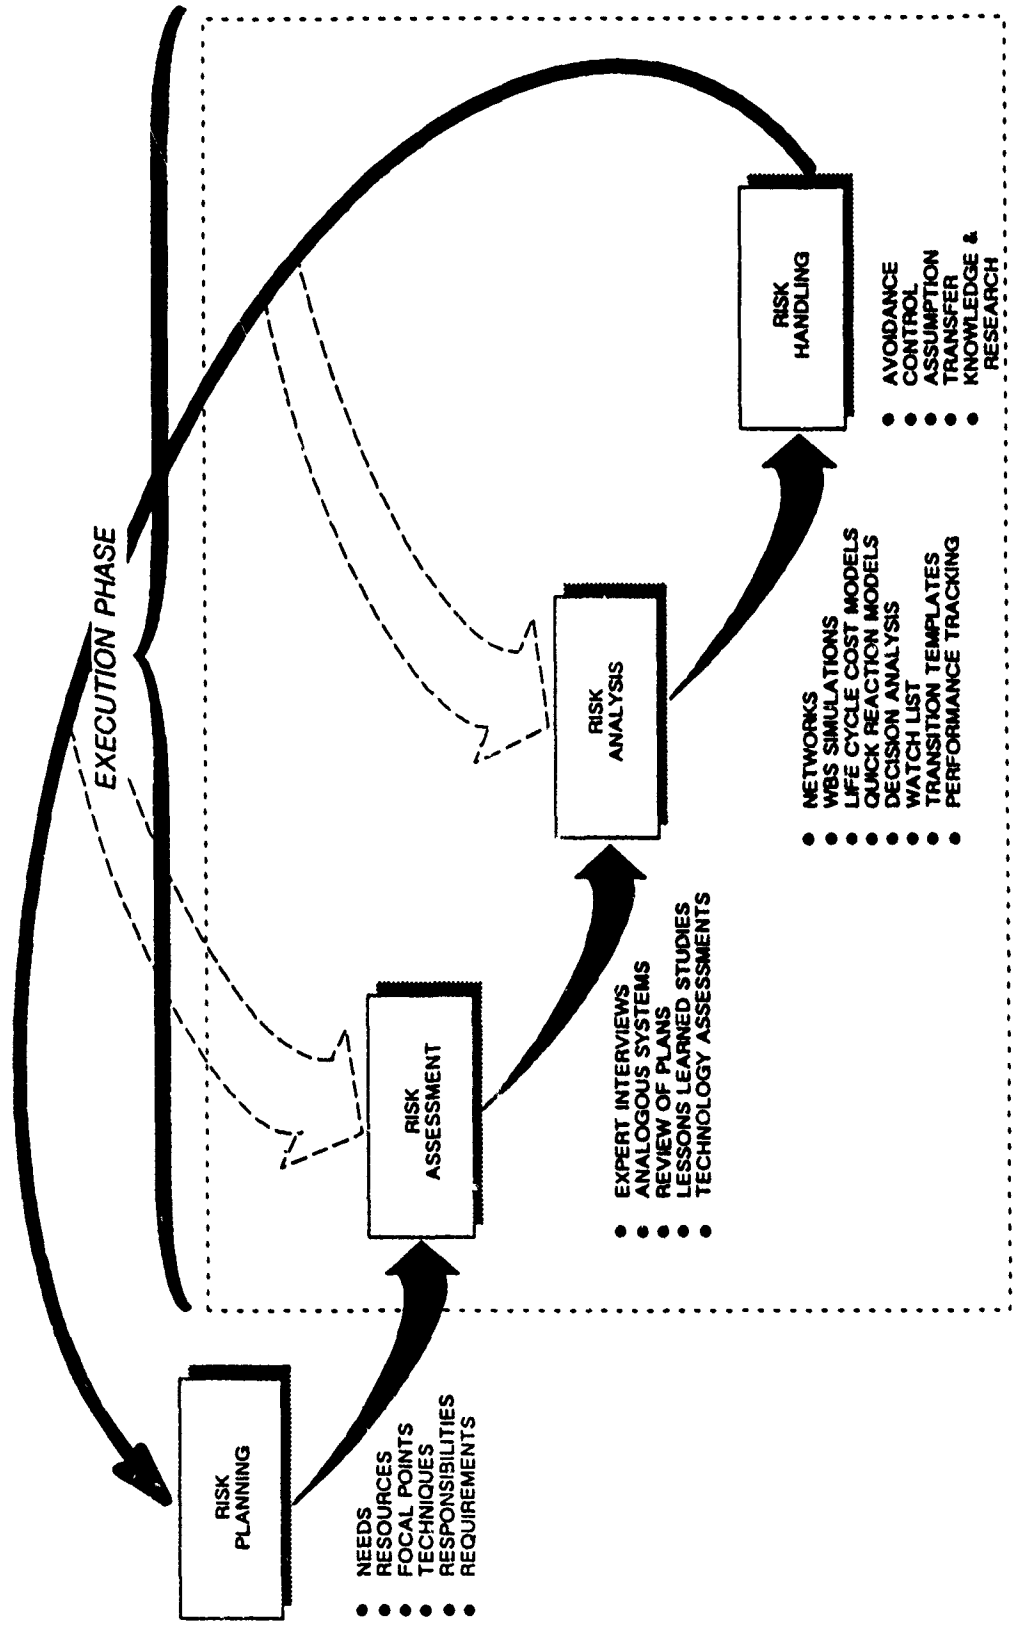 EXECUTION PHASE
RISK
PLANNING
● NEEDS
● RESOURCES
● FOCAL POINTS
● TECHNIQUES
● RESPONSIBILITIES
● REQUIREMENTS
RISK
ASSESSMENT
● EXPERT INTERVIEWS
● ANALOGOUS SYSTEMS
● REVIEW OF PLANS
● LESSONS LEARNED STUDIES
● TECHNOLOGY ASSESSMENTS
RISK
ANALYSIS
● NETWORKS
● WBS SIMULATIONS
● LIFE CYCLE COST MODELS
● QUICK REACTION MODELS
● DECISION ANALYSIS
● WATCH LIST
● TRANSITION TEMPLATES
● PERFORMANCE TRACKING
RISK
HANDLING
● AVOIDANCE
● CONTROL
● ASSUMPTION
● TRANSFER
● KNOWLEDGE &
RESEARCH